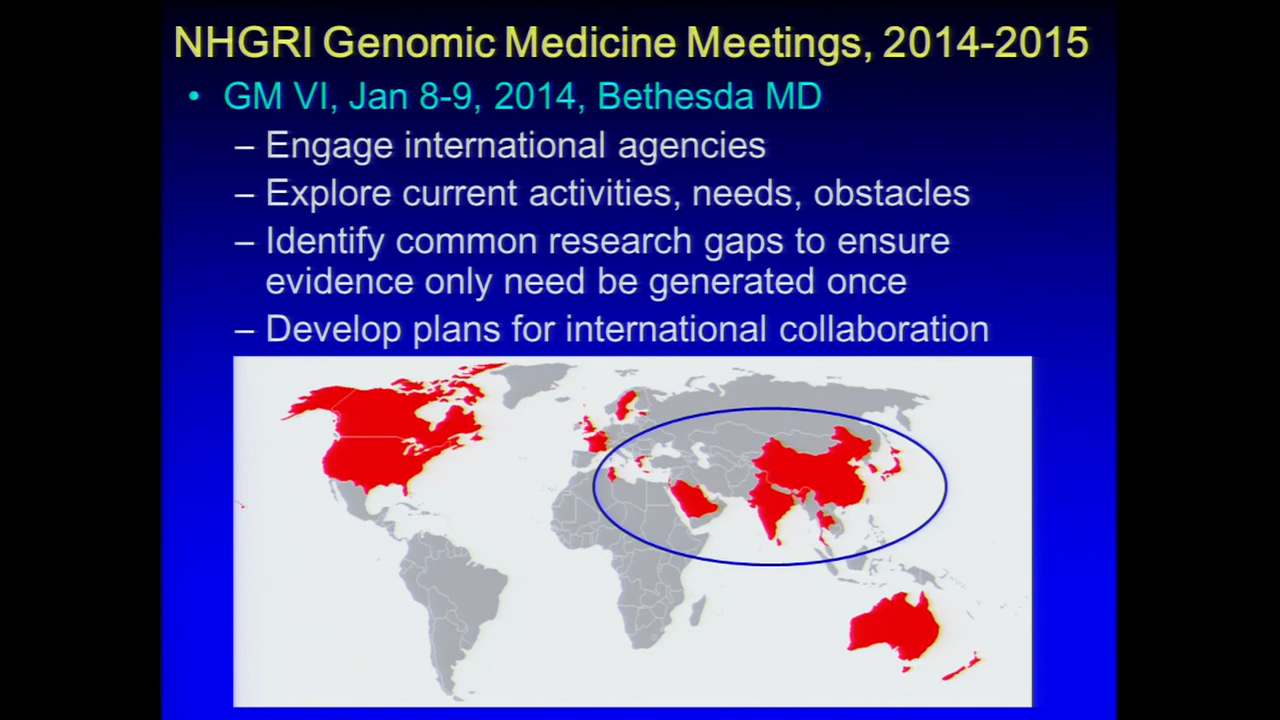 NHGRI Genomic Medicine Meetings, 2014-2015
• GM VI, Jan 8-9, 2014, Bethesda MD
– Engage international agencies
– Explore current activities, needs, obstacles
– Identify common research gaps to ensure
evidence only need be generated once
– Develop plans for international collaboration